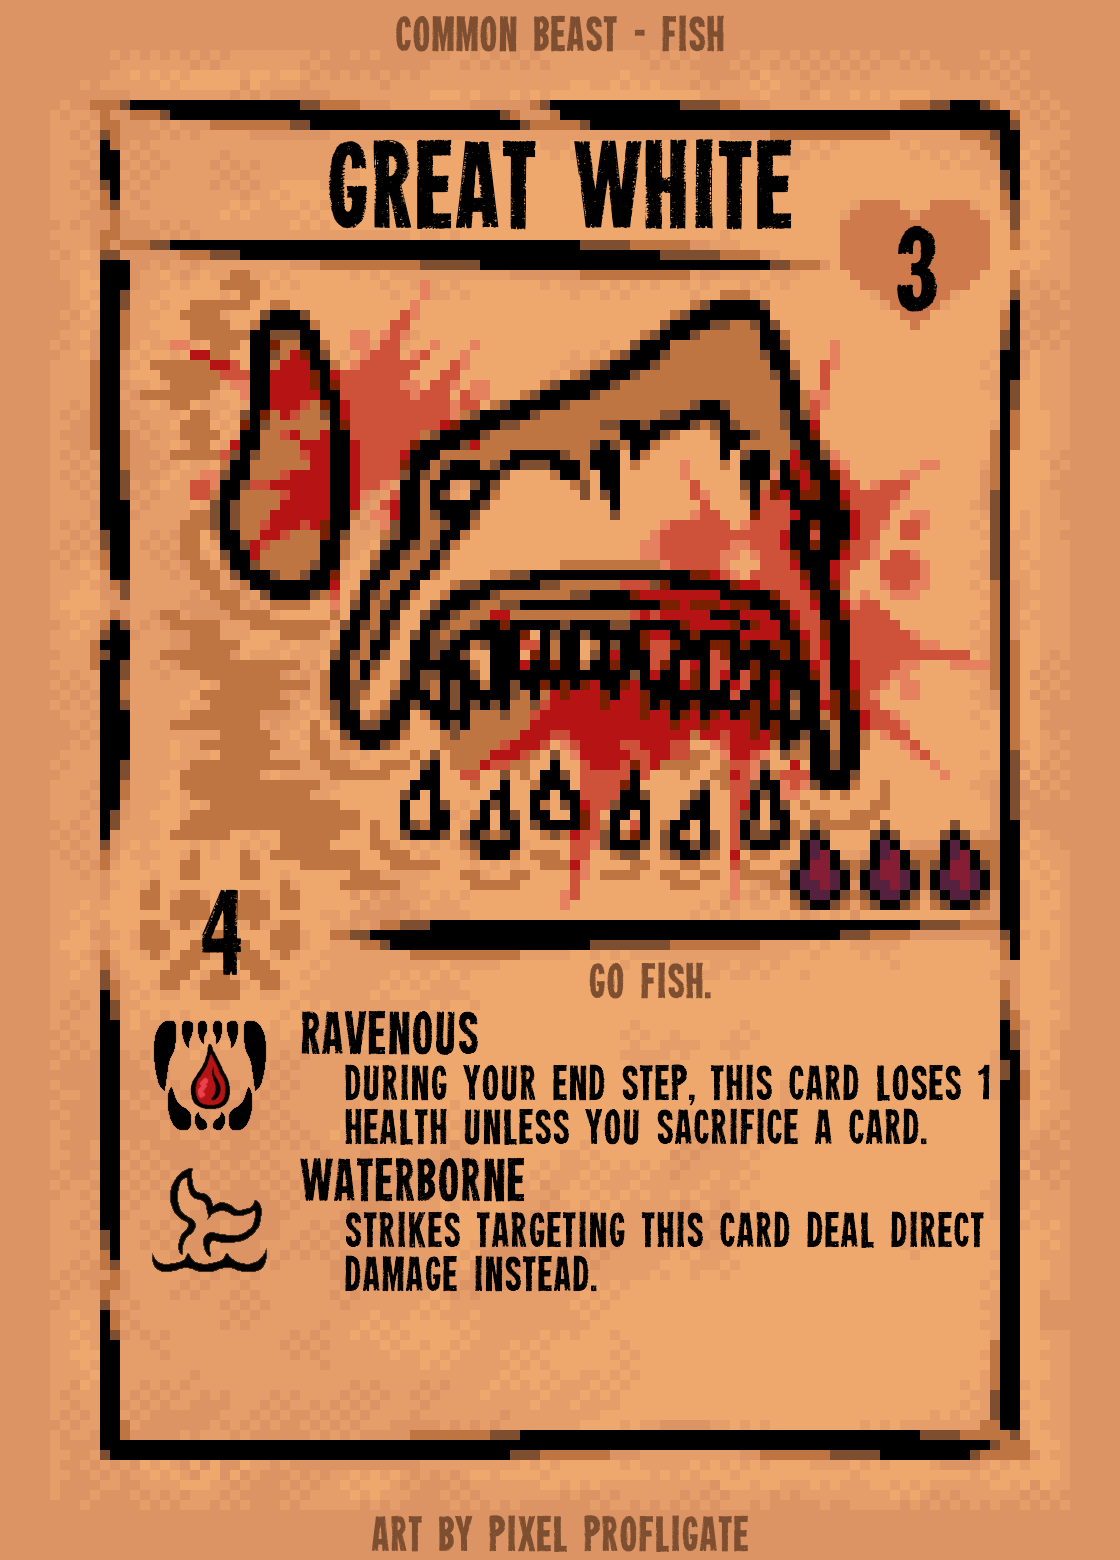 COMMON BEAST - FISH
GREAT WHITE
3
4
GO FISH.
RAVENOUS
DURING YOUR END STEP, THIS CARD LOSES 1
HEALTH UNLESS YOU SACRIFICE A CARD.
WATERBORNE
STRIKES TARGETING THIS CARD DEAL DIRECT
DAMAGE INSTEAD.
ART BY PIXEL PROFLIGATE